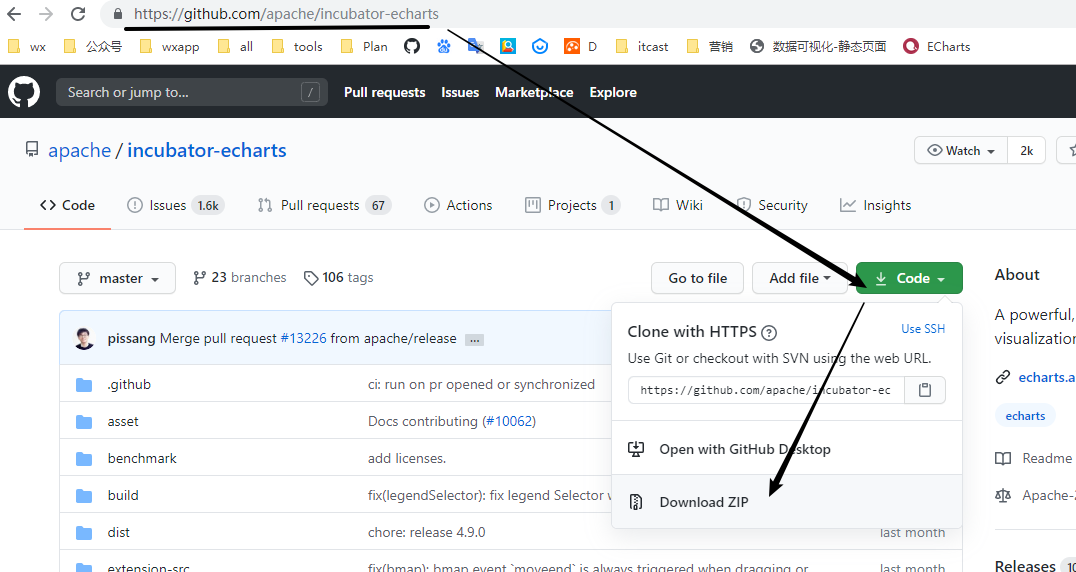 https://github.com/apache/incubator-echarts
wx 公众号 wxapp all tools Plan D itcast 营销 数据可视化-静态页面 ECharts
Search or jump to... / Pull requests Issues Marketplace Explore
apache / incubator-echarts Watch 2k
Code Issues 1.6k Pull requests 67 Actions Projects 1 Wiki Security Insights
master 23 branches 106 tags Go to file Add file Code About
pissang Merge pull request #13226 from apache/release ...
Clone with HTTPS ? Use SSH
Use Git or checkout with SVN using the web URL.
https://github.com/apache/incubator-ec
Open with GitHub Desktop
Download ZIP
.github ci: run on pr opened or synchronized
asset Docs contributing (#10062)
benchmark add licenses.
build fix(legendSelector): fix legend Selector
dist chore: release 4.9.0 last month
extension-src fix(bmap): bmap event `moveend` is always triggered when dragging or last month
A powerful,
visualization
echarts.a
echarts
Readme
Apache-
Releases 10